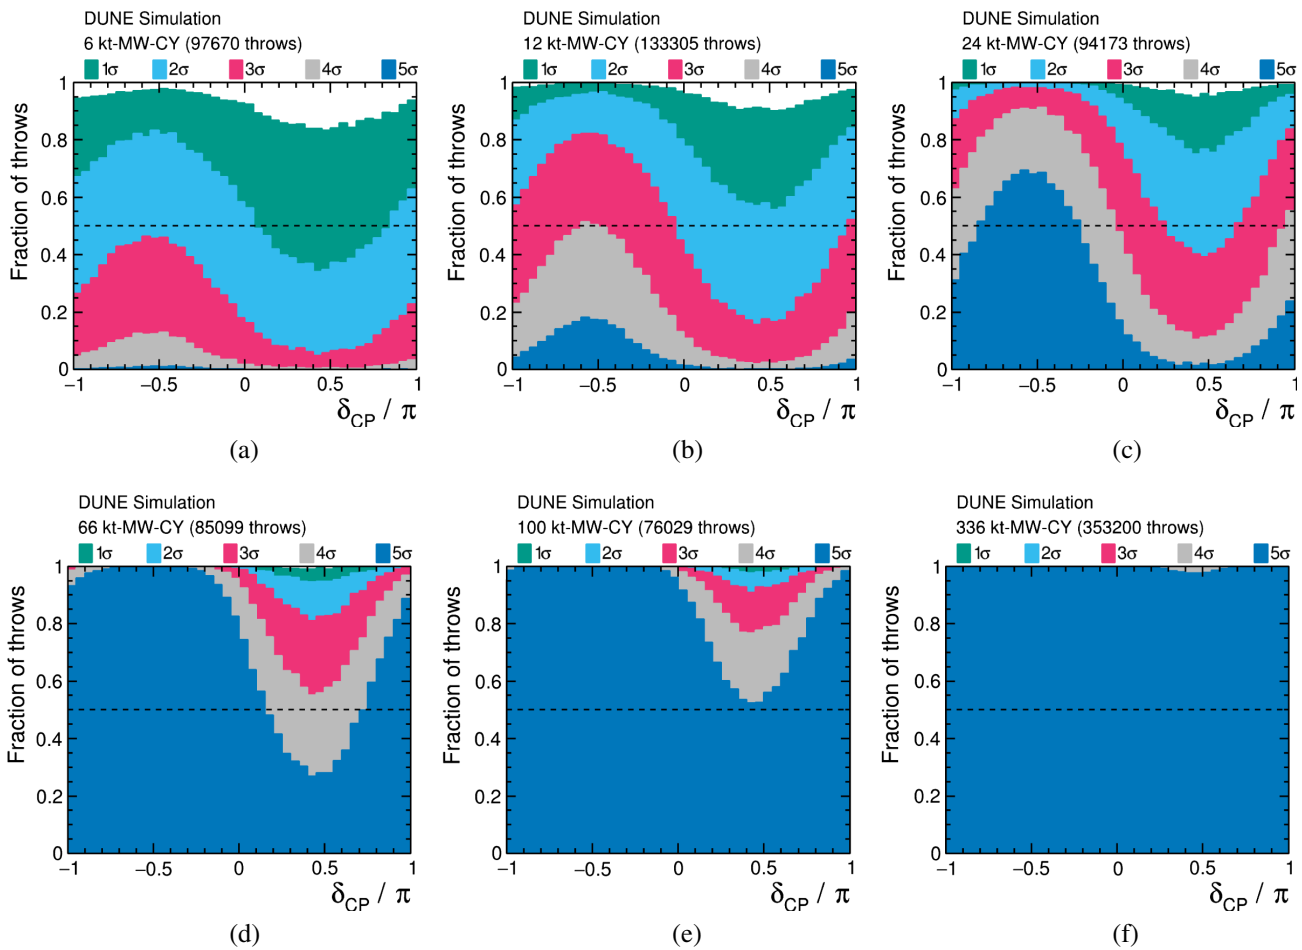 DUNE Simulation
6 kt-MW-CY (97670 throws)
1σ 2σ 3σ 4σ 5σ
Fraction of throws
1
0.8
0.6
0.4
0.2
0
−1 −0.5 0 0.5 1
δCP / π
(a)
DUNE Simulation
12 kt-MW-CY (133305 throws)
1σ 2σ 3σ 4σ 5σ
Fraction of throws
1
0.8
0.6
0.4
0.2
0
−1 −0.5 0 0.5 1
δCP / π
(b)
DUNE Simulation
24 kt-MW-CY (94173 throws)
1σ 2σ 3σ 4σ 5σ
Fraction of throws
1
0.8
0.6
0.4
0.2
0
−1 −0.5 0 0.5 1
δCP / π
(c)
DUNE Simulation
66 kt-MW-CY (85099 throws)
1σ 2σ 3σ 4σ 5σ
Fraction of throws
1
0.8
0.6
0.4
0.2
0
−1 −0.5 0 0.5 1
δCP / π
(d)
DUNE Simulation
100 kt-MW-CY (76029 throws)
1σ 2σ 3σ 4σ 5σ
Fraction of throws
1
0.8
0.6
0.4
0.2
0
−1 −0.5 0 0.5 1
δCP / π
(e)
DUNE Simulation
336 kt-MW-CY (353200 throws)
1σ 2σ 3σ 4σ 5σ
Fraction of throws
1
0.8
0.6
0.4
0.2
0
−1 −0.5 0 0.5 1
δCP / π
(f)